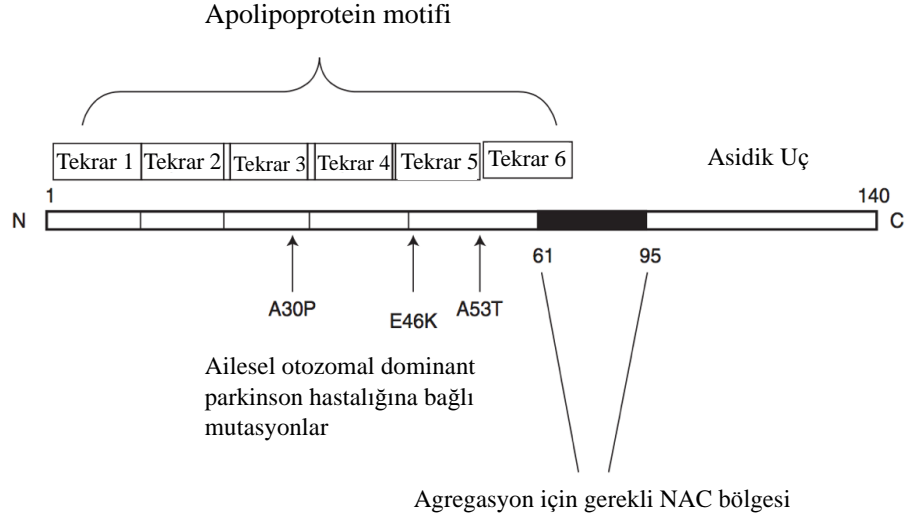 Apolipoprotein motifi
Tekrar 1 Tekrar 2 Tekrar 3 Tekrar 4 Tekrar 5 Tekrar 6
Asidik Uç
1 140
N C
61 95
A30P E46K A53T
Ailesel otozomal dominant
parkinson hastalığına bağlı
mutasyonlar
Agregasyon için gerekli NAC bölgesi